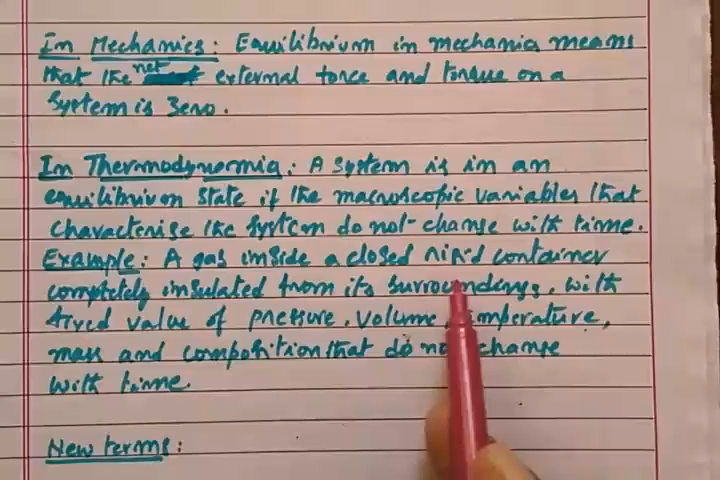 In Mechanics: Equilibrium in mechanics means
that the net external force and torque on a
System is Zero.
In Thermodynamics: A system is in an
equilibrium State if the macroscopic variables that
characterise the system do not change with time.
Example: A gas inside a closed rigid container
completely insulated from its surroundings, with
fixed value of pressure, volume, temperature,
mass and composition that do not change
with time.
New terms: